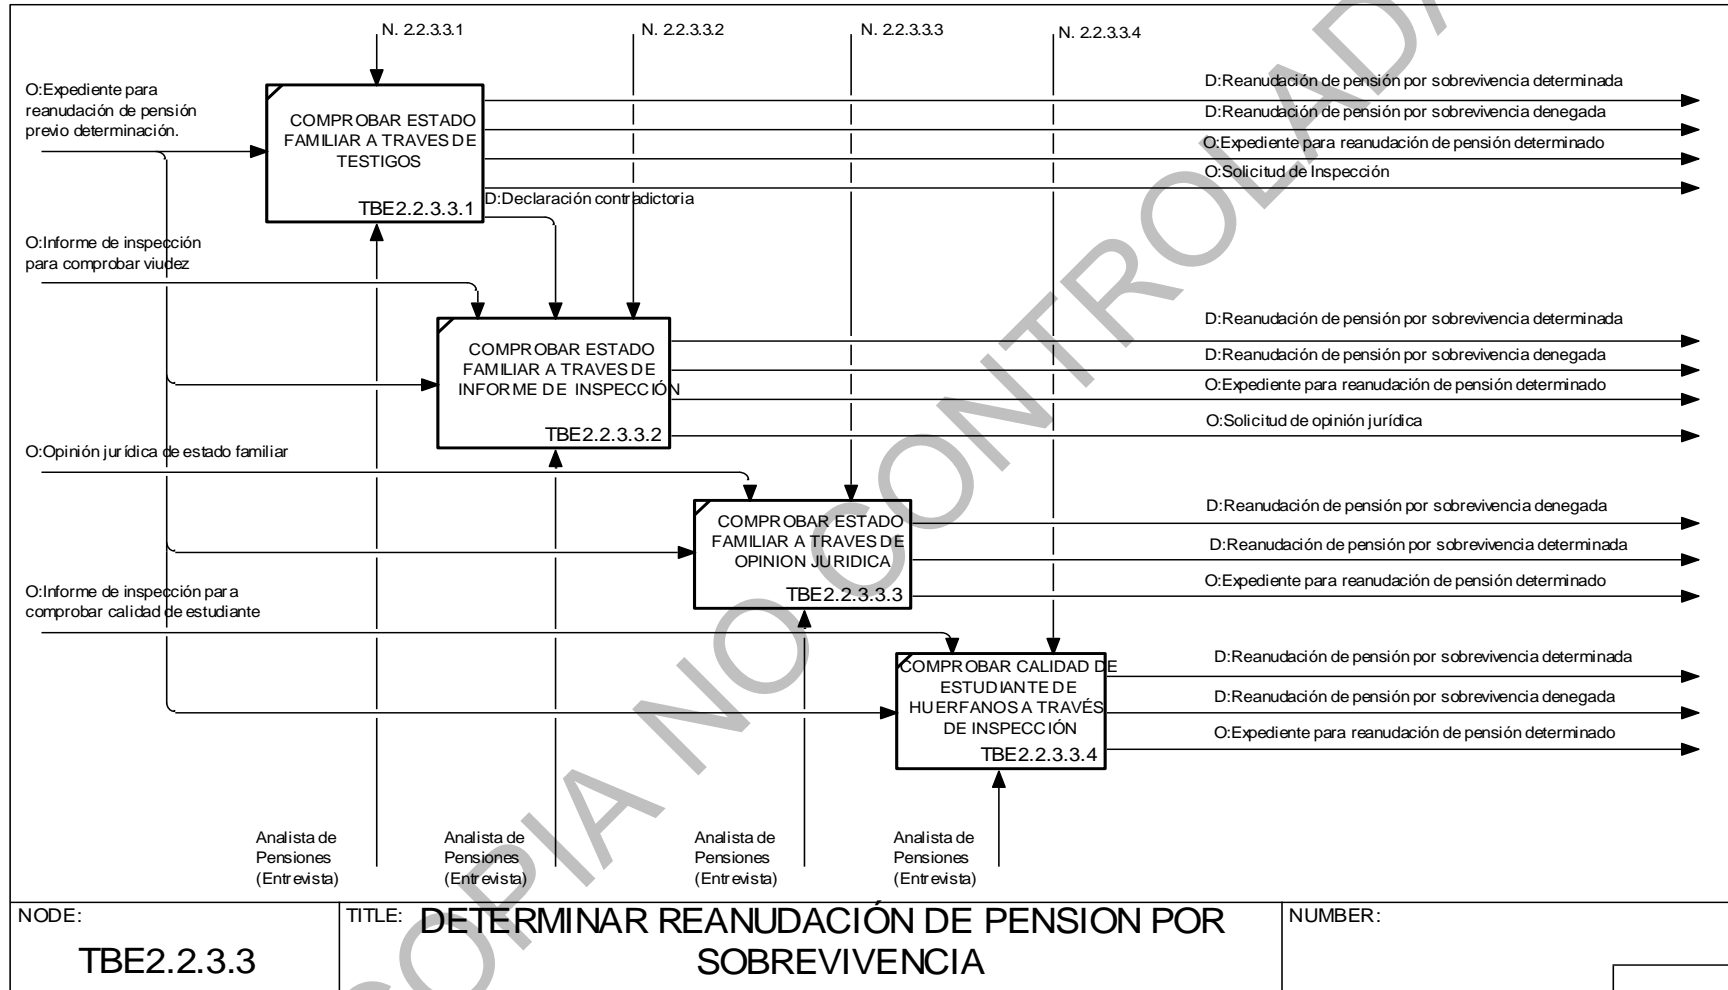 N. 2.2.3.3.1
N. 2.2.3.3.2
N. 2.2.3.3.3
N. 2.2.3.3.4
O:Expediente para
reanudación de pensión
previo determinación.
COMPROBAR ESTADO
FAMILIAR A TRAVES DE
TESTIGOS
TBE2.2.3.3.1
D:Reanudación de pensión por sobrevivencia determinada
D:Reanudación de pensión por sobrevivencia denegada
O:Expediente para reanudación de pensión determinado
O:Solicitud de Inspección
D:Declaración contradictoria
O:Informe de inspección
para comprobar viudez
COMPROBAR ESTADO
FAMILIAR A TRAVES DE
INFORME DE INSPECCIÓN
TBE2.2.3.3.2
D:Reanudación de pensión por sobrevivencia determinada
D:Reanudación de pensión por sobrevivencia denegada
O:Expediente para reanudación de pensión determinado
O:Solicitud de opinión jurídica
O:Opinión jurídica de estado familiar
COMPROBAR ESTADO
FAMILIAR A TRAVES DE
OPINION JURIDICA
TBE2.2.3.3.3
D:Reanudación de pensión por sobrevivencia denegada
D:Reanudación de pensión por sobrevivencia determinada
O:Expediente para reanudación de pensión determinado
O:Informe de inspección para
comprobar calidad de estudiante
COMPROBAR CALIDAD DE
ESTUDIANTE DE
HUERFANOS A TRAVÉS
DE INSPECCIÓN
TBE2.2.3.3.4
D:Reanudación de pensión por sobrevivencia determinada
D:Reanudación de pensión por sobrevivencia denegada
O:Expediente para reanudación de pensión determinado
Analista de
Pensiones
(Entrevista)
Analista de
Pensiones
(Entrevista)
Analista de
Pensiones
(Entrevista)
Analista de
Pensiones
(Entrevista)
NODE:
TBE2.2.3.3
TITLE: DETERMINAR REANUDACIÓN DE PENSION POR
SOBREVIVENCIA
NUMBER:
COPIA NO CONTROLADA